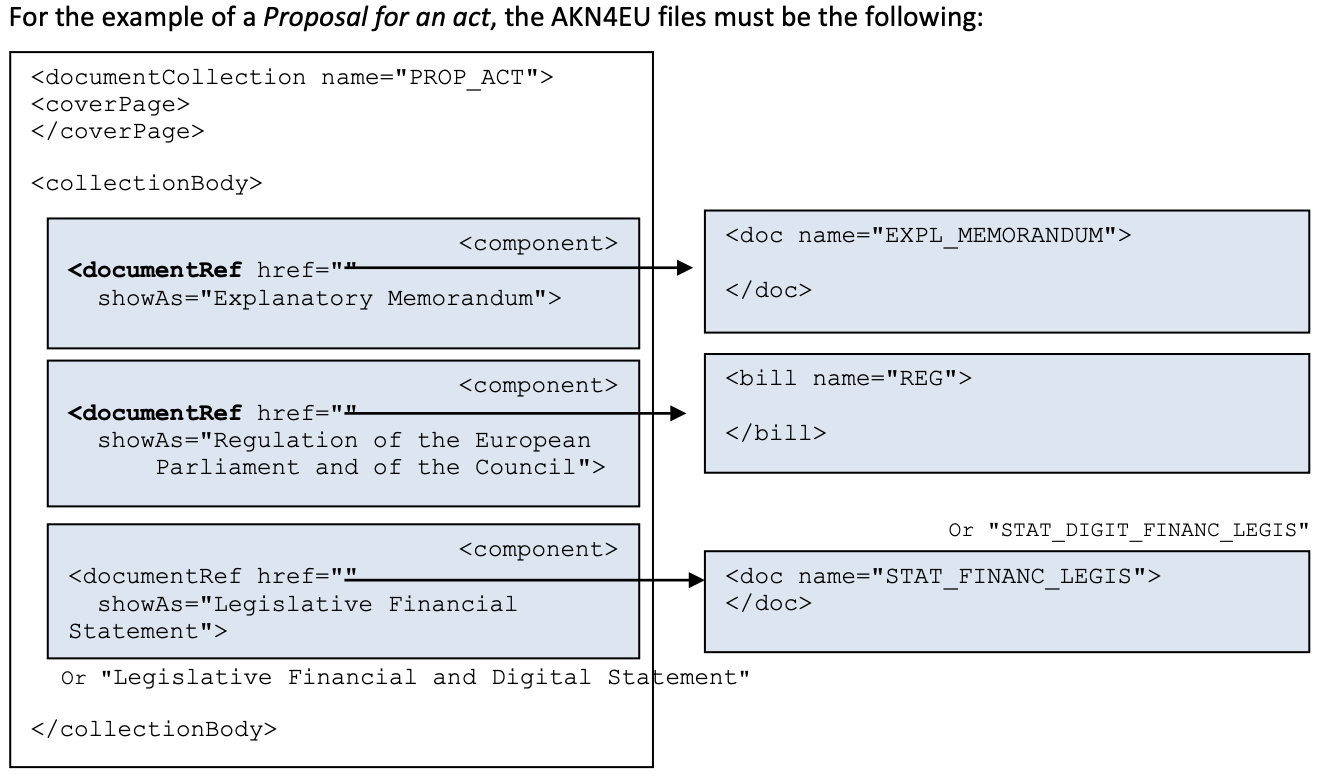 For the example of a Proposal for an act, the AKN4EU files must be the following:
<documentCollection name="PROP_ACT">
<coverPage>
</coverPage>
<collectionBody>
<component>
<documentRef href=""
showAs="Explanatory Memorandum">
<doc name="EXPL_MEMORANDUM">
</doc>
<component>
<documentRef href=""
showAs="Regulation of the European
Parliament and of the Council">
<bill name="REG">
</bill>
<component>
<documentRef href=""
showAs="Legislative Financial
Statement">
Or "STAT_DIGIT_FINANC_LEGIS"
<doc name="STAT_FINANC_LEGIS">
</doc>
Or "Legislative Financial and Digital Statement"
</collectionBody>